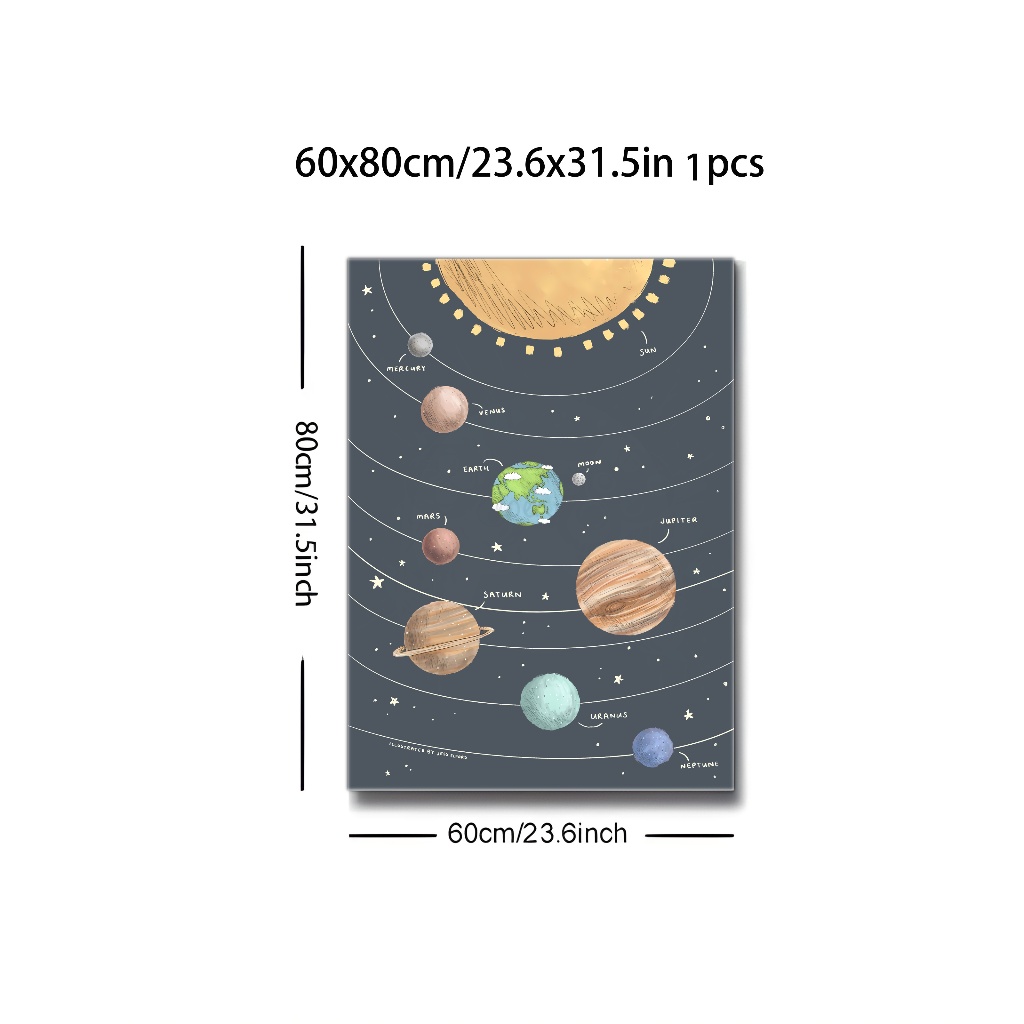 60x80cm/23.6x31.5in 1pcs
SUN
MERCURY
VENUS
EARTH
MOON
MARS
JUPITER
SATURN
URANUS
NEPTUNE
ILLUSTRATED BY
80cm/31.5inch
60cm/23.6inch